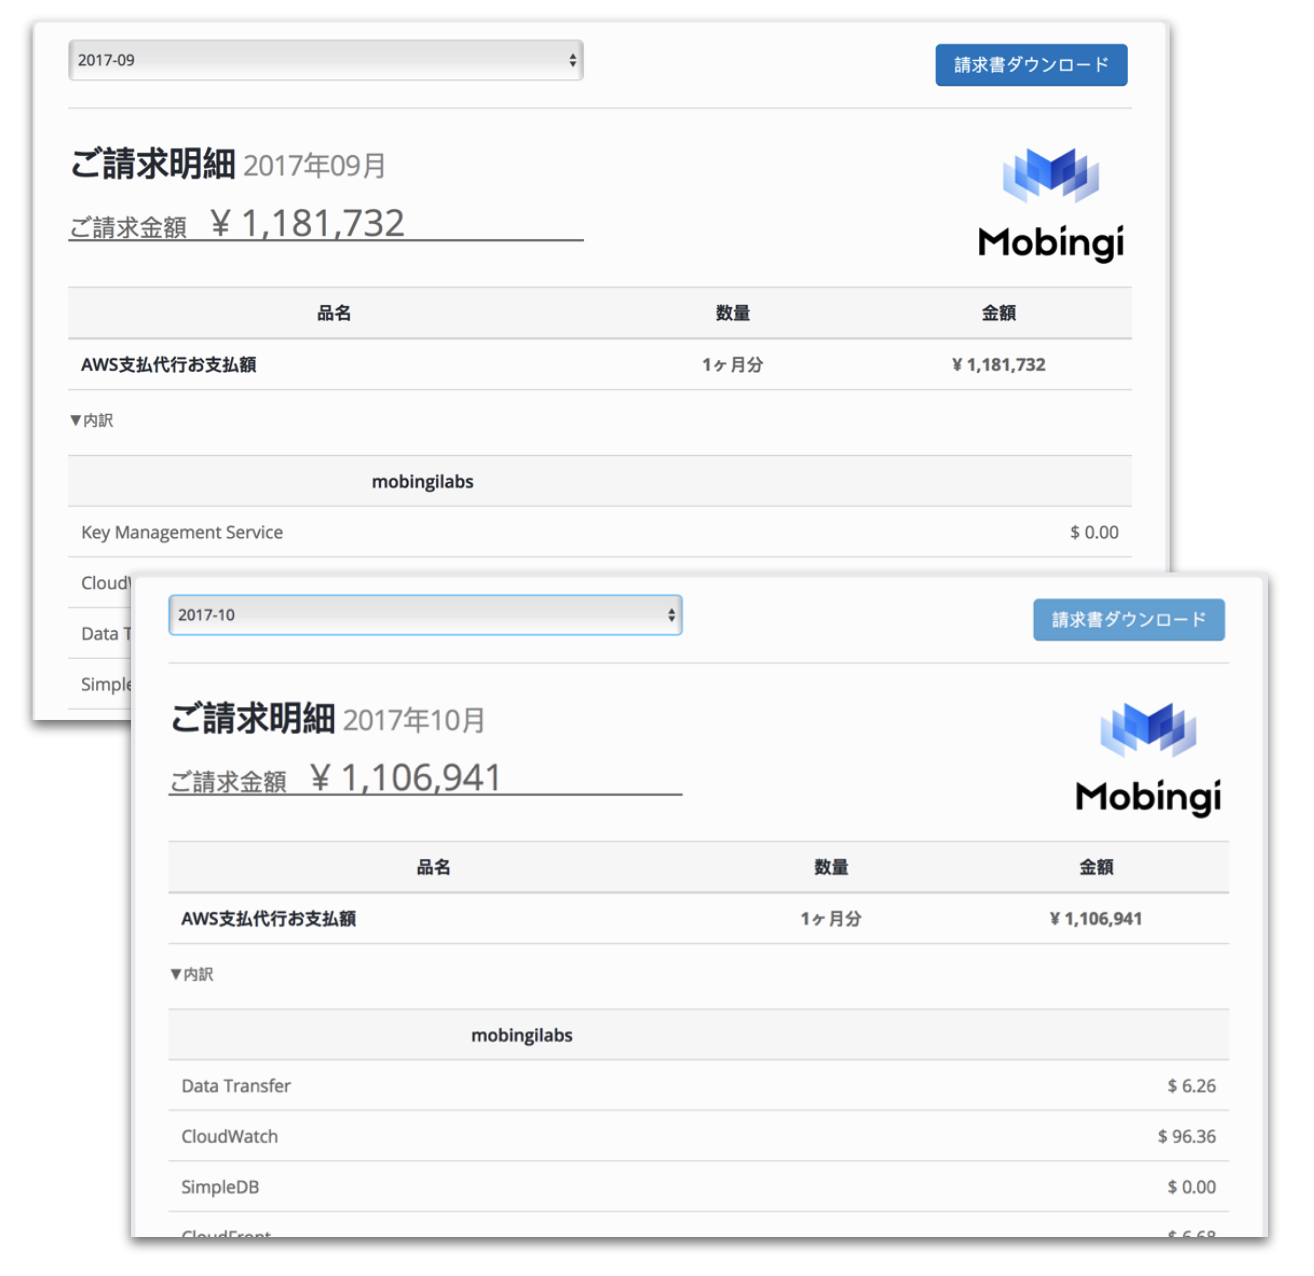 2017-09
請求書ダウンロード
ご請求明細 2017年09月
ご請求金額 ¥ 1,181,732
Mobingi
品名 数量 金額
AWS支払代行お支払額 1ヶ月分 ¥ 1,181,732
▼内訳
mobingilabs
Key Management Service $ 0.00
Data
2017-10
請求書ダウンロード
ご請求明細 2017年10月
ご請求金額 ¥ 1,106,941
Mobingi
品名 数量 金額
AWS支払代行お支払額 1ヶ月分 ¥ 1,106,941
▼内訳
mobingilabs
Data Transfer $ 6.26
CloudWatch $ 96.36
SimpleDB $ 0.00
CloudFront $ 6.68